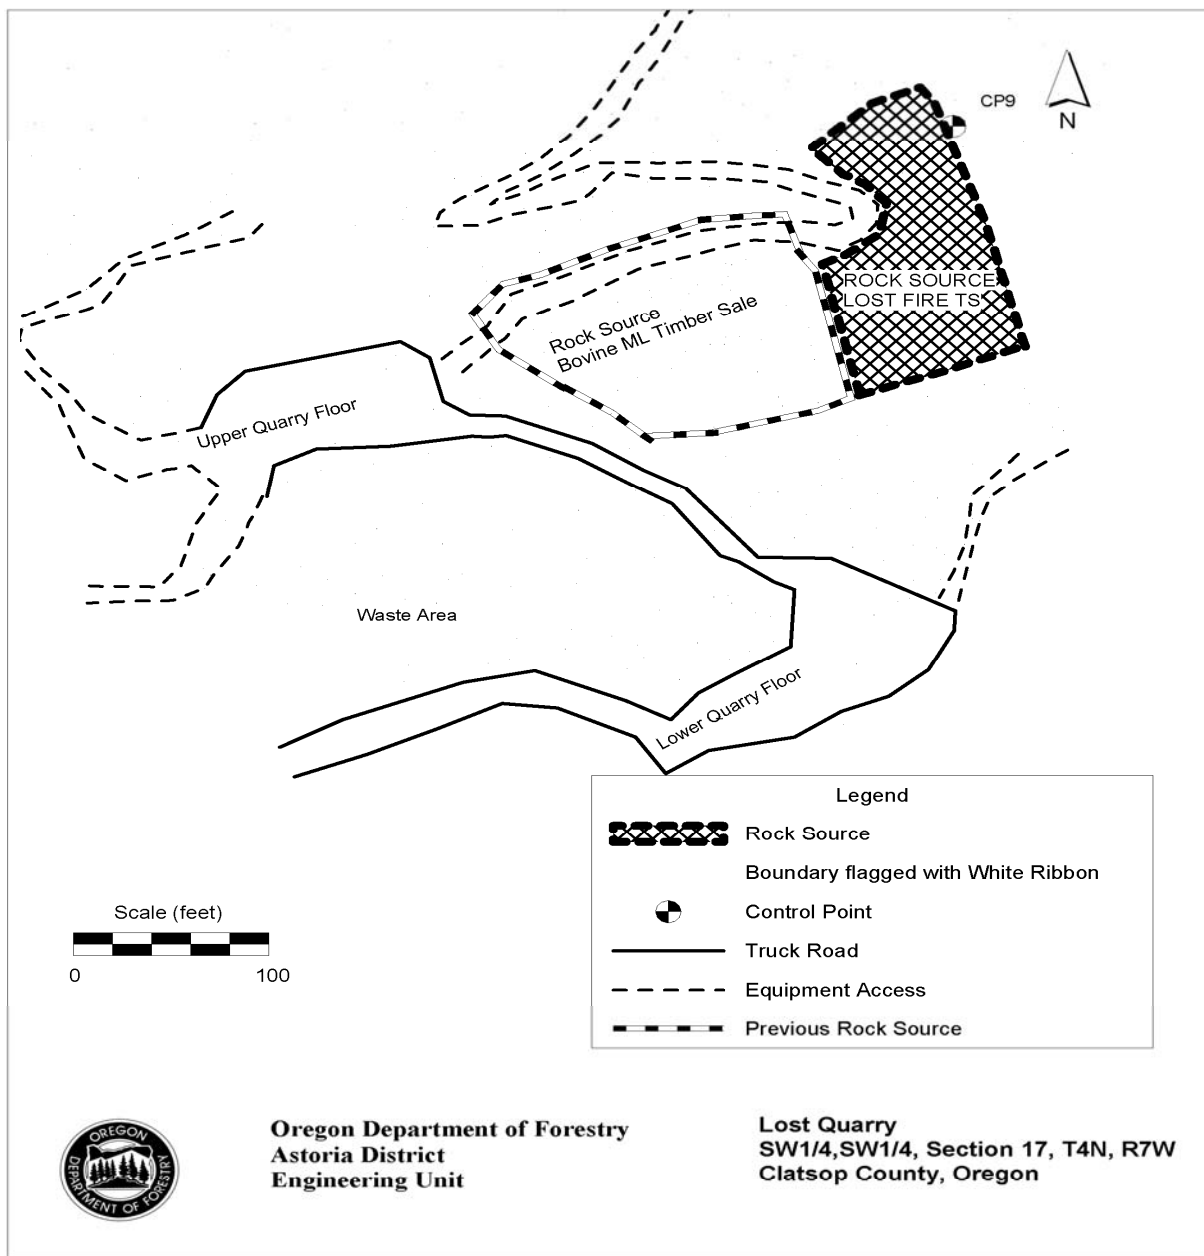 CP9
N
ROCK SOURCE
LOST FIRE TS
Rock Source
Bovine ML Timber Sale
Upper Quarry Floor
Waste Area
Lower Quarry Floor
Legend
Rock Source
Boundary flagged with White Ribbon
Control Point
Truck Road
Equipment Access
Previous Rock Source
Scale (feet)
0 100
OREGON
DEPARTMENT OF FORESTRY
Oregon Department of Forestry
Astoria District
Engineering Unit
Lost Quarry
SW1/4,SW1/4, Section 17, T4N, R7W
Clatsop County, Oregon